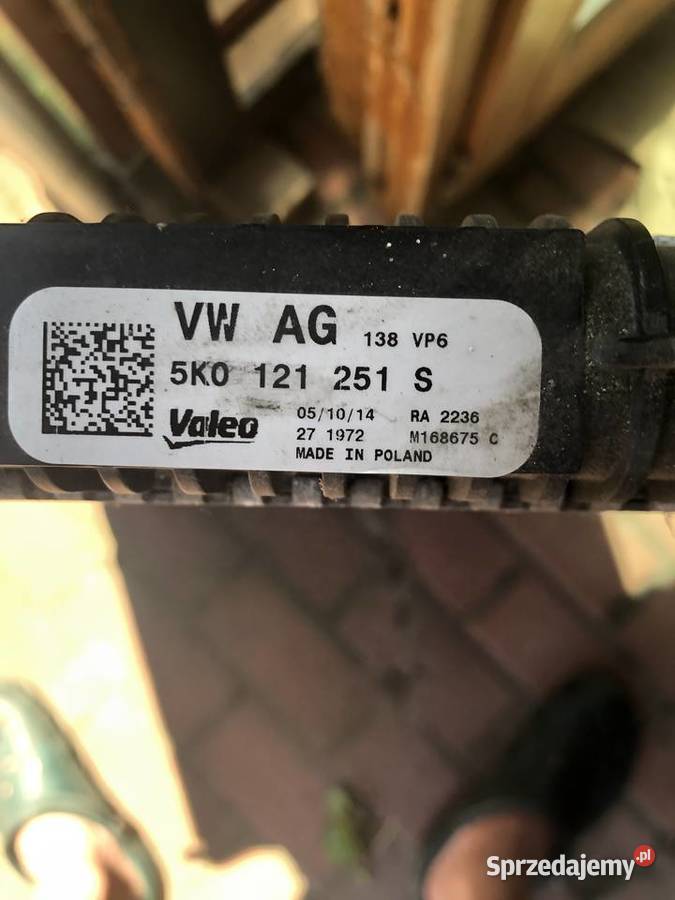 VW AG 138 VP6
5K0 121 251 S
Valeo 05/10/14 RA 2236
27 1972 M168675 C
MADE IN POLAND
Sprzedajemy.pl